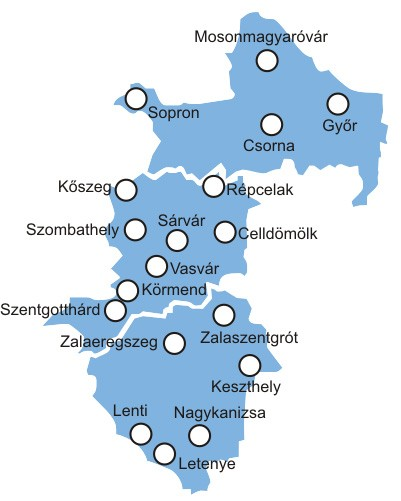 Mosonmagyaróvár
Sopron
Győr
Csorna
Kőszeg
Répcelak
Sárvár
Szombathely
Celldömölk
Vasvár
Körmend
Szentgotthárd
Zalaszentgrót
Zalaeregszeg
Keszthely
Lenti
Nagykanizsa
Letenye